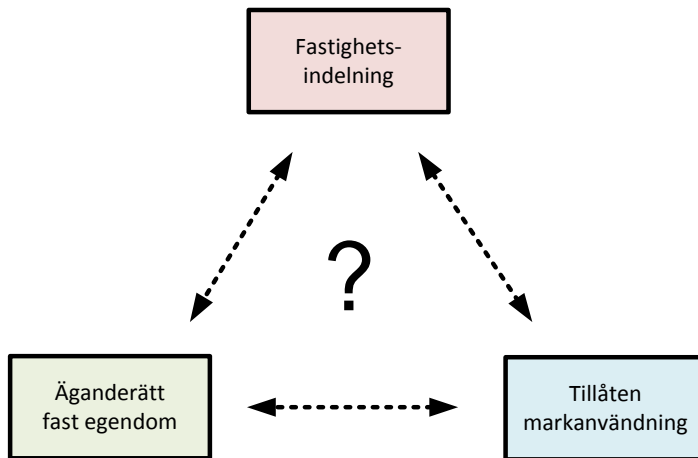 Fastighets-
indelning
?
Äganderätt
fast egendom
Tillåten
markanvändning